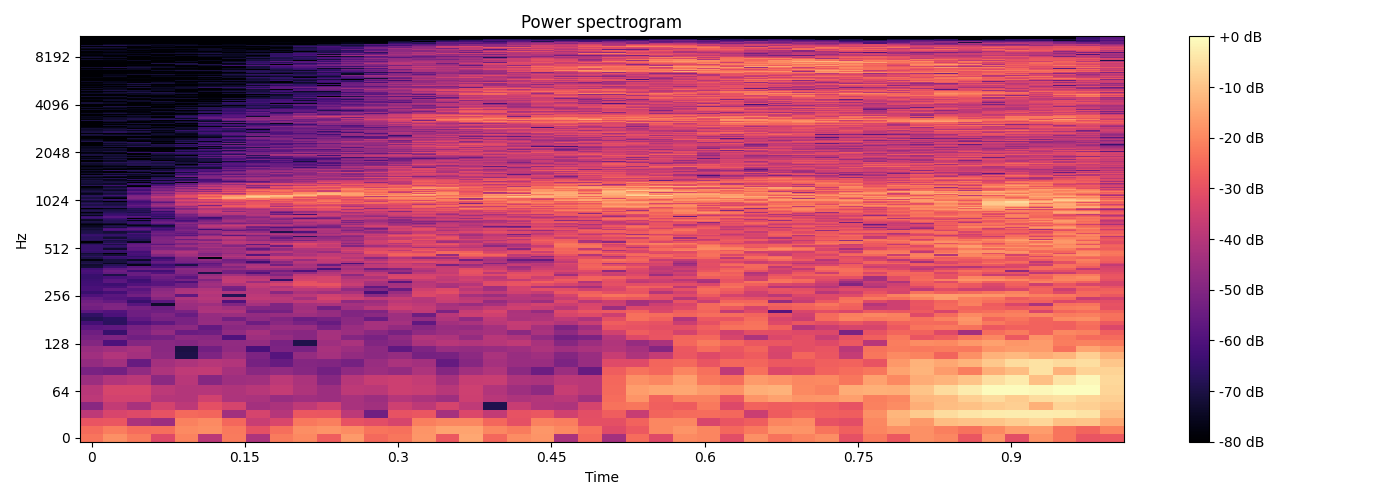 Power spectrogram
Hz
8192
4096
2048
1024
512
256
128
64
0
0 0.15 0.3 0.45 0.6 0.75 0.9
Time
+0 dB
-10 dB
-20 dB
-30 dB
-40 dB
-50 dB
-60 dB
-70 dB
-80 dB